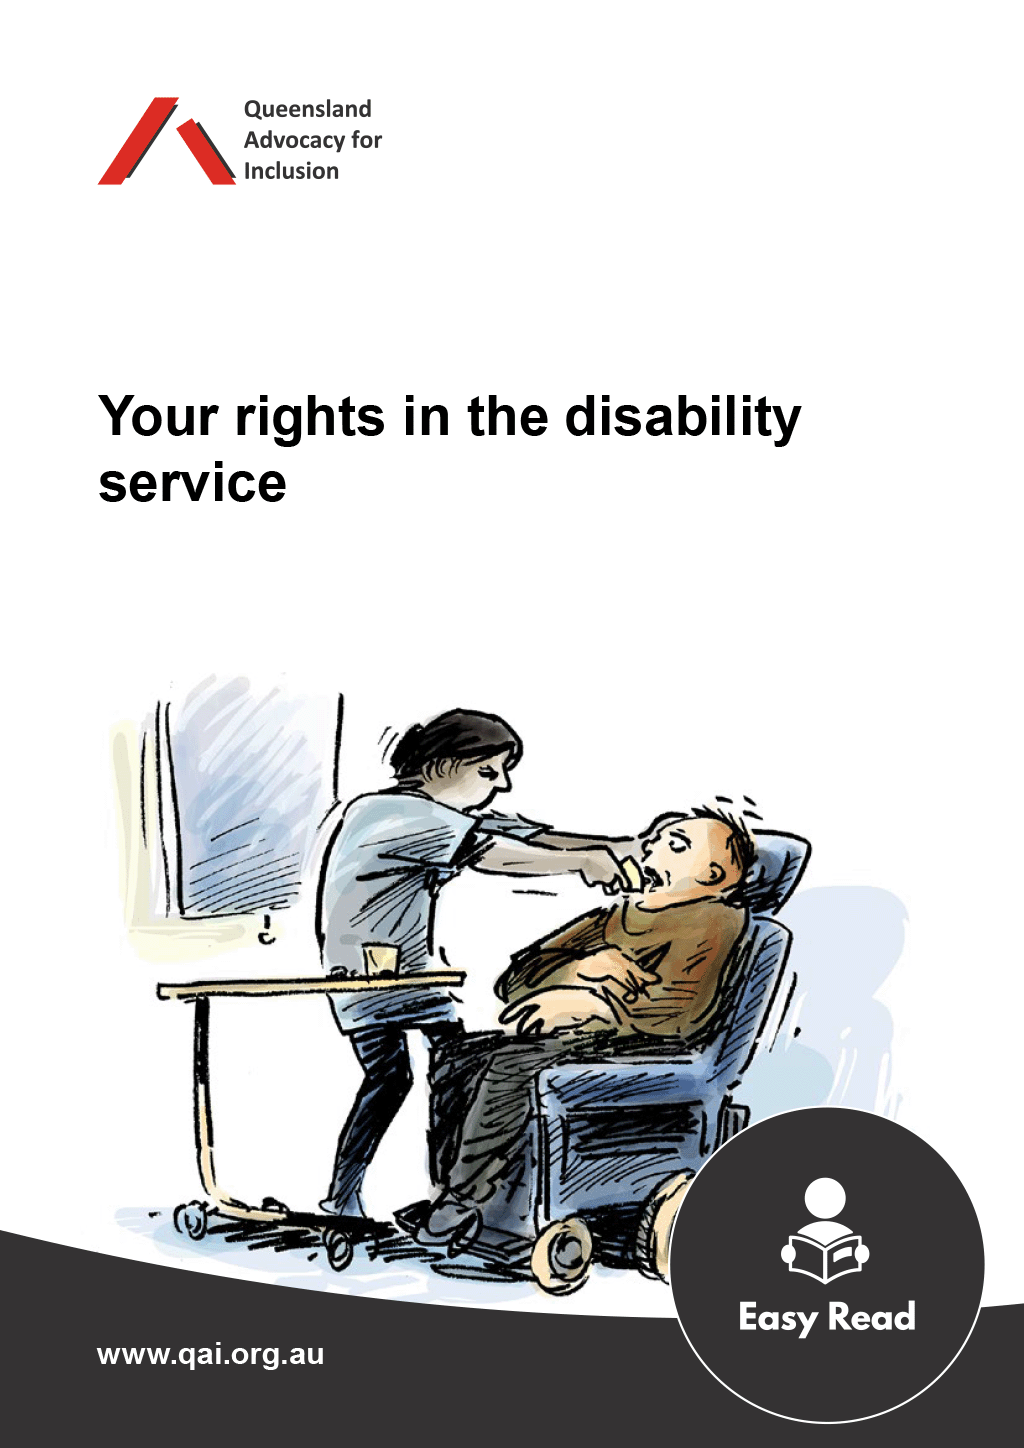 Queensland
Advocacy for
Inclusion
Your rights in the disability
service
Easy Read
www.qai.org.au